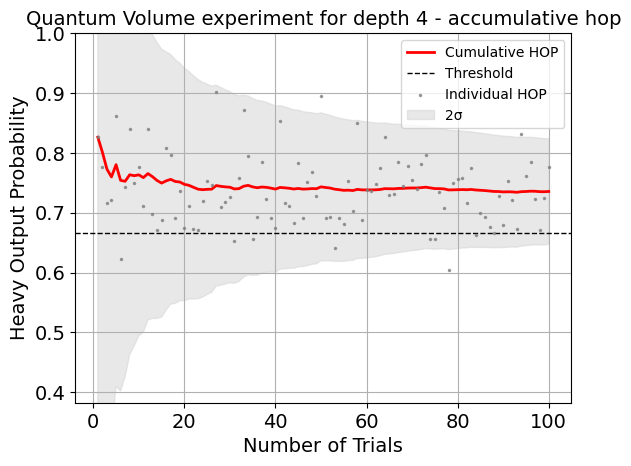 Quantum Volume experiment for depth 4 - accumulative hop
Heavy Output Probability
1.0
0.9
0.8
0.7
0.6
0.5
0.4
Cumulative HOP
Threshold
Individual HOP
2σ
0 20 40 60 80 100
Number of Trials